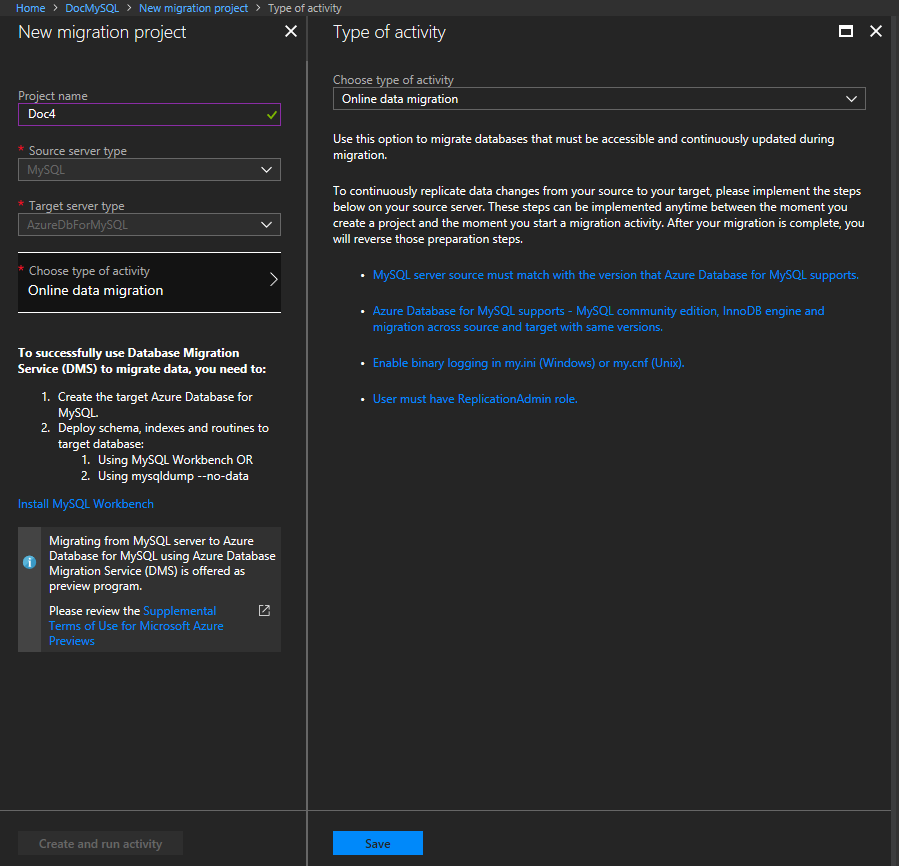 Home > DocMySQL > New migration project > Type of activity
New migration project
Project name
Doc4
* Source server type
MySQL
* Target server type
AzureDbForMySQL
* Choose type of activity
Online data migration
To successfully use Database Migration
Service (DMS) to migrate data, you need to:
1. Create the target Azure Database for
MySQL.
2. Deploy schema, indexes and routines to
target database:
1. Using MySQL Workbench OR
2. Using mysqldump --no-data
Install MySQL Workbench
Migrating from MySQL server to Azure
Database for MySQL using Azure Database
Migration Service (DMS) is offered as
preview program.
Please review the Supplemental
Terms of Use for Microsoft Azure
Previews
Create and run activity
Type of activity
Choose type of activity
Online data migration
Use this option to migrate databases that must be accessible and continuously updated during
migration.
To continuously replicate data changes from your source to your target, please implement the steps
below on your source server. These steps can be implemented anytime between the moment you
create a project and the moment you start a migration activity. After your migration is complete, you
will reverse those preparation steps.
• MySQL server source must match with the version that Azure Database for MySQL supports.
• Azure Database for MySQL supports - MySQL community edition, InnoDB engine and
migration across source and target with same versions.
• Enable binary logging in my.ini (Windows) or my.cnf (Unix).
• User must have ReplicationAdmin role.
Save